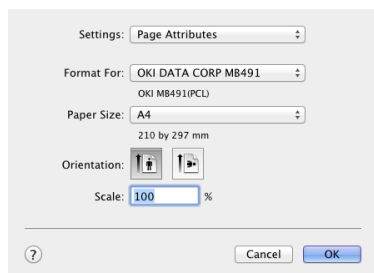 Settings: Page Attributes
Format For: OKI DATA CORP MB491
OKI MB491(PCL)
Paper Size: A4
210 by 297 mm
Orientation:
Scale: 100 %
? Cancel OK